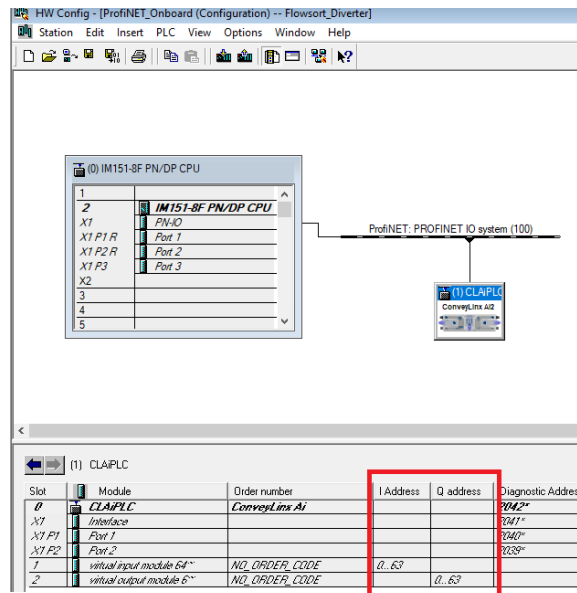 HW Config - [ProfiNET_Onboard (Configuration) -- Flowsort_Diverter]
Station Edit Insert PLC View Options Window Help
(0) IM151-8F PN/DP CPU
1
2 IM151-8F PN/DP CPU
X1 PN-IO
X1 P1 R Port 1
X1 P2 R Port 2
X1 P3 Port 3
X2
3
4
5
ProfiNET: PROFINET IO system (100)
(1) CLAiPLC
ConveyLinx Ai2
(1) CLAiPLC
Slot Module Order number I Address Q address Diagnostic Addres
0 CLAiPLC ConveyLinx Ai 2042*
X1 Interface 2041*
X1 P1 Port 1 2040*
X1 P2 Port 2 2039*
1 virtual input module 64~ NO_ORDER_CODE 0..63
2 virtual output module 6~ NO_ORDER_CODE 0..63